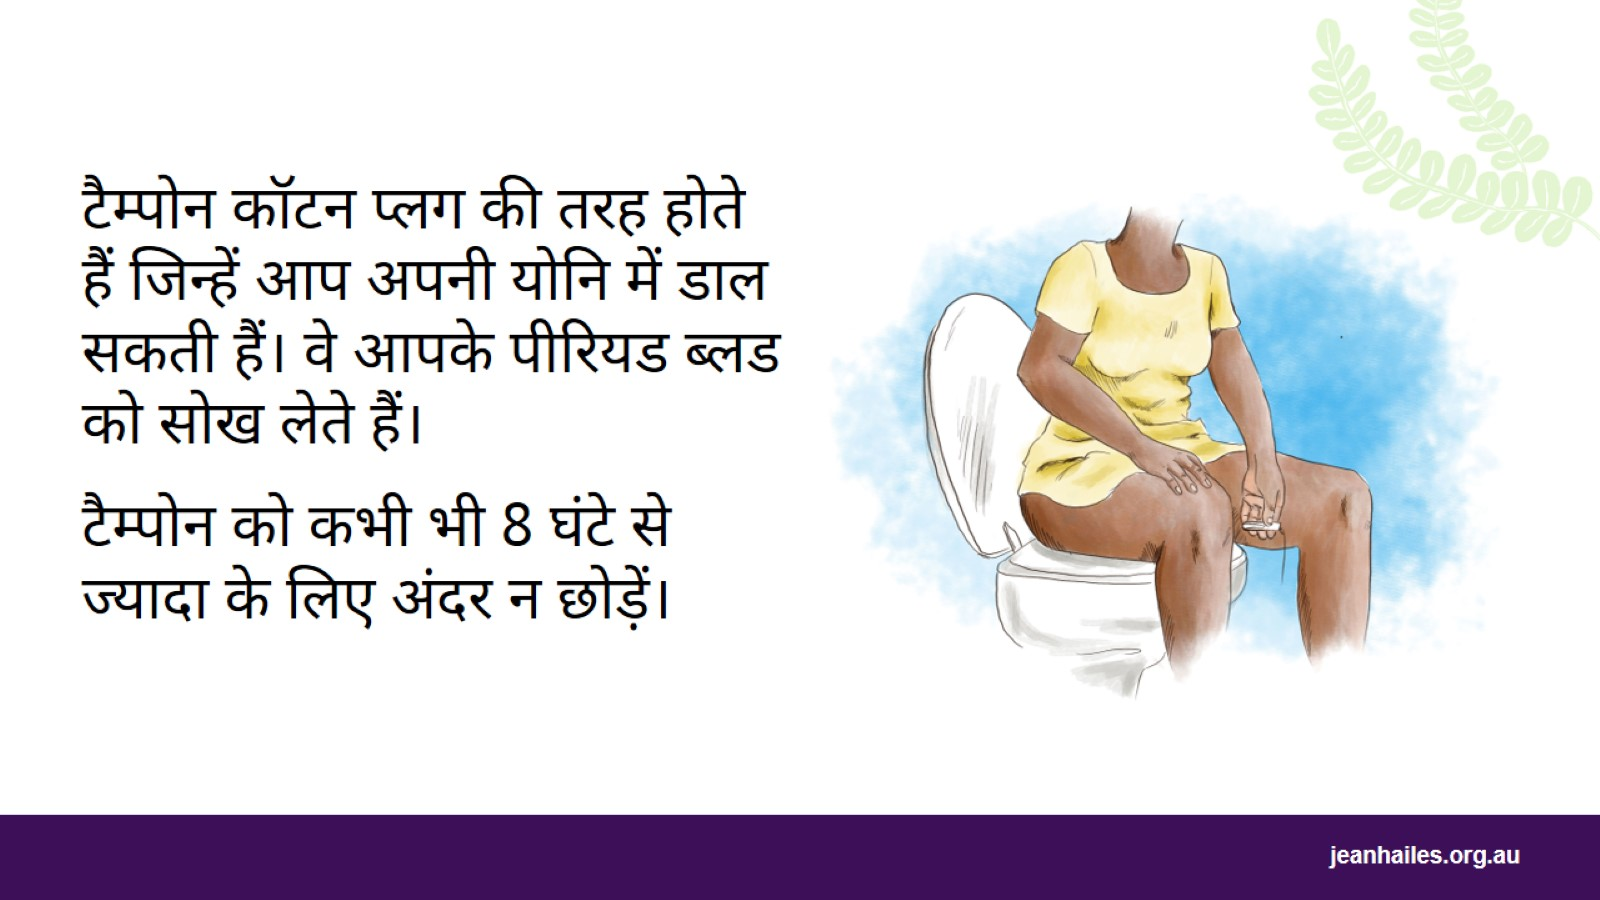 टैम्पोन कॉटन प्लग की तरह होते
हैं जिन्हें आप अपनी योनि में डाल
सकती हैं। वे आपके पीरियड ब्लड
को सोख लेते हैं।
टैम्पोन को कभी भी 8 घंटे से
ज्यादा के लिए अंदर न छोड़ें।
jeanhailes.org.au